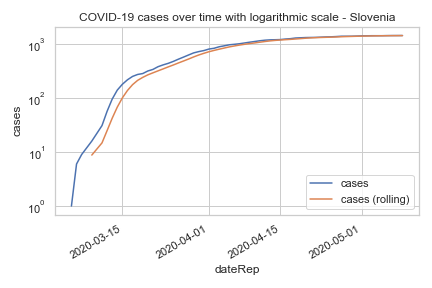 COVID-19 cases over time with logarithmic scale - Slovenia
10³
10²
10¹
10⁰
cases
cases
cases (rolling)
2020-03-15
2020-04-01
2020-04-15
2020-05-01
dateRep